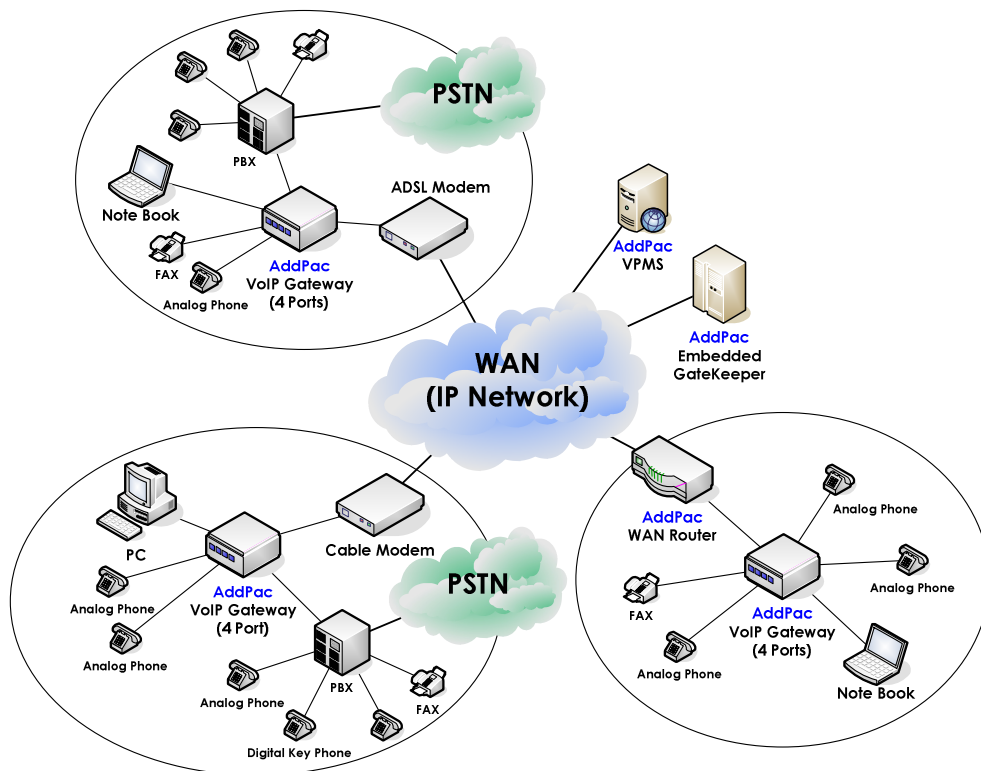 PSTN
PBX
Note Book
ADSL Modem
FAX
Analog Phone
AddPac
VoIP Gateway
(4 Ports)
AddPac
VPMS
AddPac
Embedded
GateKeeper
WAN
(IP Network)
PC
Cable Modem
Analog Phone
AddPac
VoIP Gateway
(4 Port)
Analog Phone
PSTN
Analog Phone
PBX
FAX
Digital Key Phone
AddPac
WAN Router
Analog Phone
Analog Phone
FAX
AddPac
VoIP Gateway
(4 Ports)
Analog Phone
Note Book